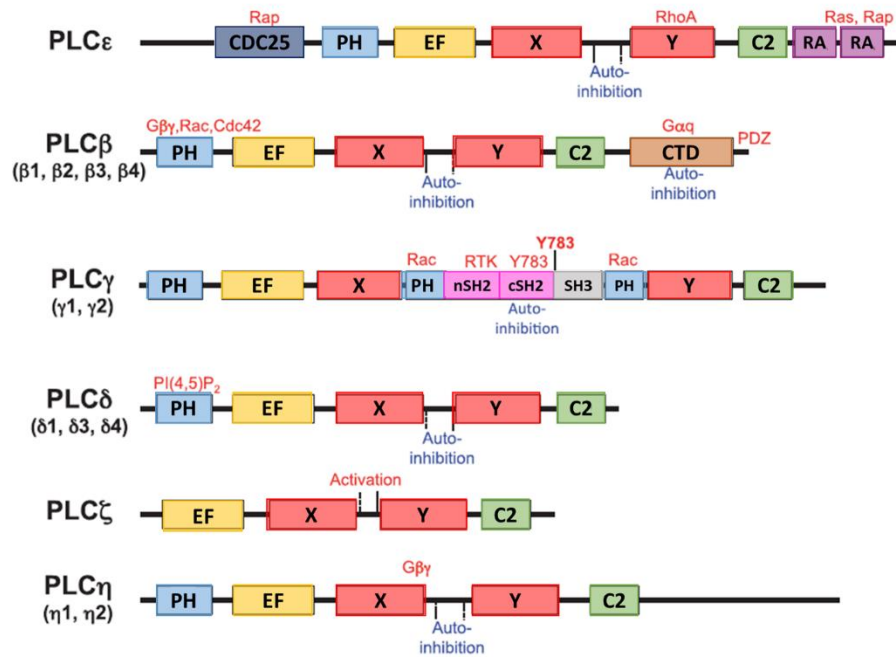 Rap
RhoA
Ras, Rap
PLCε
CDC25
PH
EF
X
Y
C2
RA
RA
Auto-
inhibition
Gβγ,Rac,Cdc42
Gαq
PDZ
PLCβ
(β1, β2, β3, β4)
PH
EF
X
Y
C2
CTD
Auto-
inhibition
Auto-
inhibition
Y783
Rac
RTK
Y783
Rac
PLCγ
(γ1, γ2)
PH
EF
X
PH
nSH2
cSH2
SH3
PH
Y
C2
Auto-
inhibition
PI(4,5)P₂
PLCδ
(δ1, δ3, δ4)
PH
EF
X
Y
C2
Auto-
inhibition
Activation
PLCζ
EF
X
Y
C2
Gβγ
PLCη
(η1, η2)
PH
EF
X
Y
C2
Auto-
inhibition